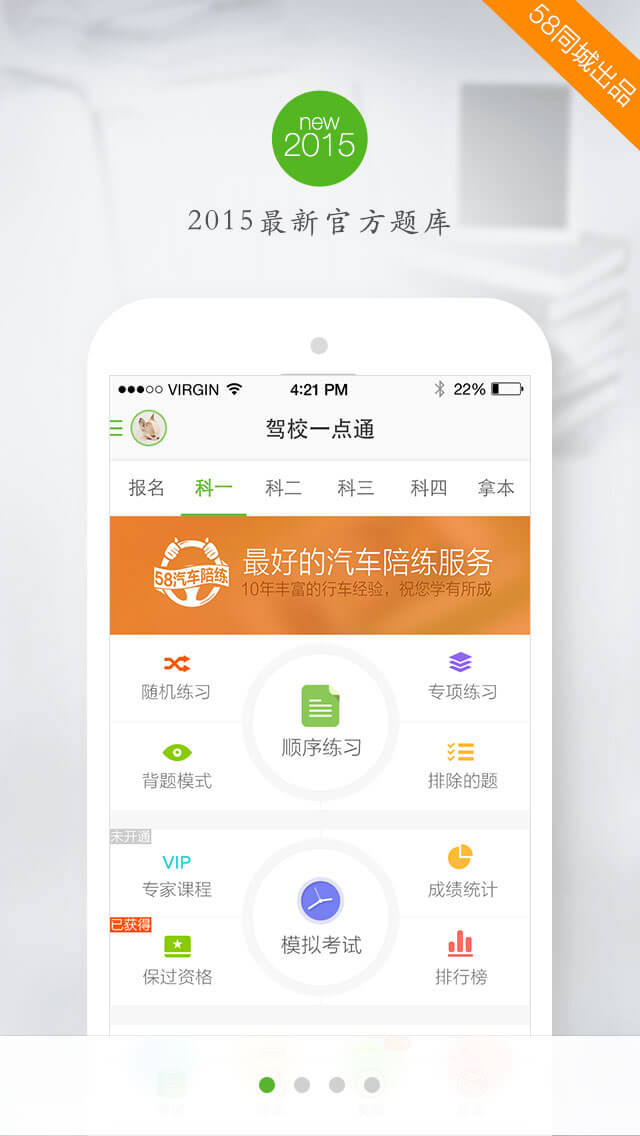 58同城出品
new
2015
2015最新官方题库
VIRGIN 4:21 PM 22%
驾校一点通
报名 科一 科二 科三 科四 拿本
58汽车陪练
最好的汽车陪练服务
10年丰富的行车经验，祝您学有所成
随机练习 专项练习
顺序练习
背题模式 排除的题
未开通
VIP
专家课程 成绩统计
模拟考试
已获得
保过资格 排行榜